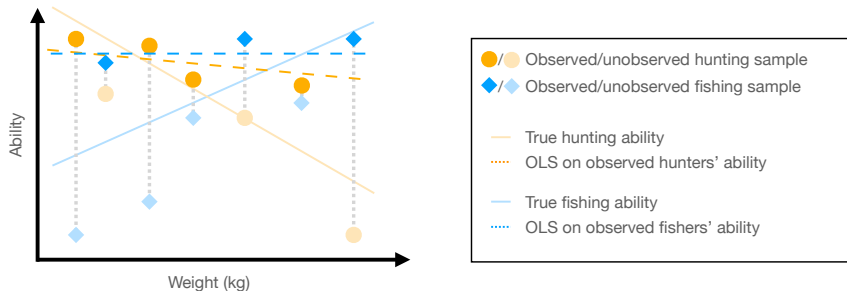 Ability
Weight (kg)
/ Observed/unobserved hunting sample
/ Observed/unobserved fishing sample
True hunting ability
OLS on observed hunters’ ability
True fishing ability
OLS on observed fishers’ ability